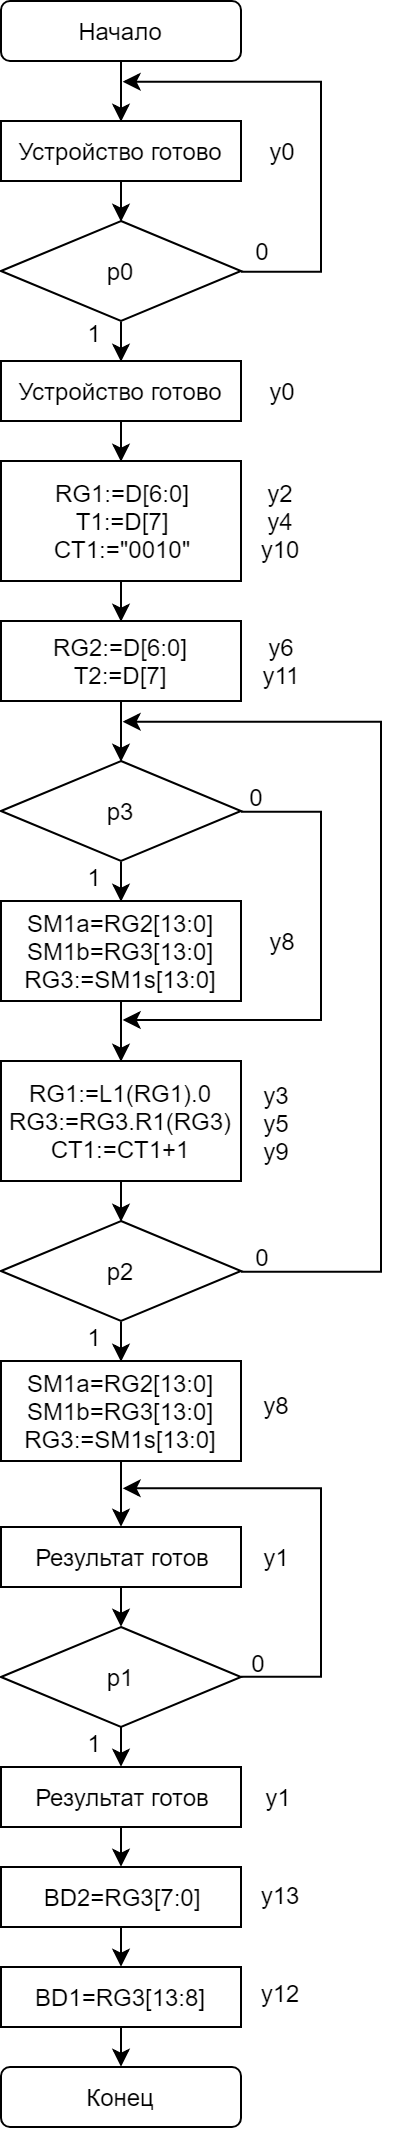 Начало
Устройство готово
y0
p0
0
1
Устройство готово
y0
RG1:=D[6:0]
T1:=D[7]
CT1:="0010"
y2
y4
y10
RG2:=D[6:0]
T2:=D[7]
y6
y11
p3
0
1
SM1a=RG2[13:0]
SM1b=RG3[13:0]
RG3:=SM1s[13:0]
y8
RG1:=L1(RG1).0
RG3:=RG3.R1(RG3)
CT1:=CT1+1
y3
y5
y9
p2
0
1
SM1a=RG2[13:0]
SM1b=RG3[13:0]
RG3:=SM1s[13:0]
y8
Результат готов
y1
p1
0
1
Результат готов
y1
BD2=RG3[7:0]
y13
BD1=RG3[13:8]
y12
Конец